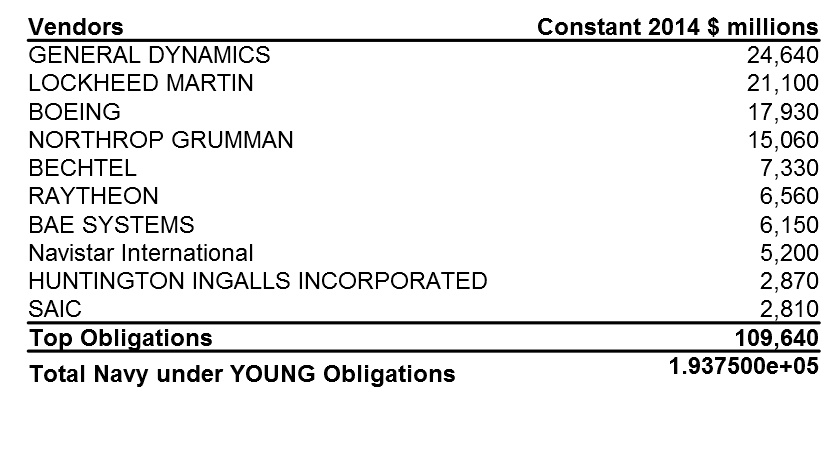 Vendors Constant 2014 $ millions
GENERAL DYNAMICS 24,640
LOCKHEED MARTIN 21,100
BOEING 17,930
NORTHROP GRUMMAN 15,060
BECHTEL 7,330
RAYTHEON 6,560
BAE SYSTEMS 6,150
Navistar International 5,200
HUNTINGTON INGALLS INCORPORATED 2,870
SAIC 2,810
Top Obligations 109,640
Total Navy under YOUNG Obligations 1.937500e+05